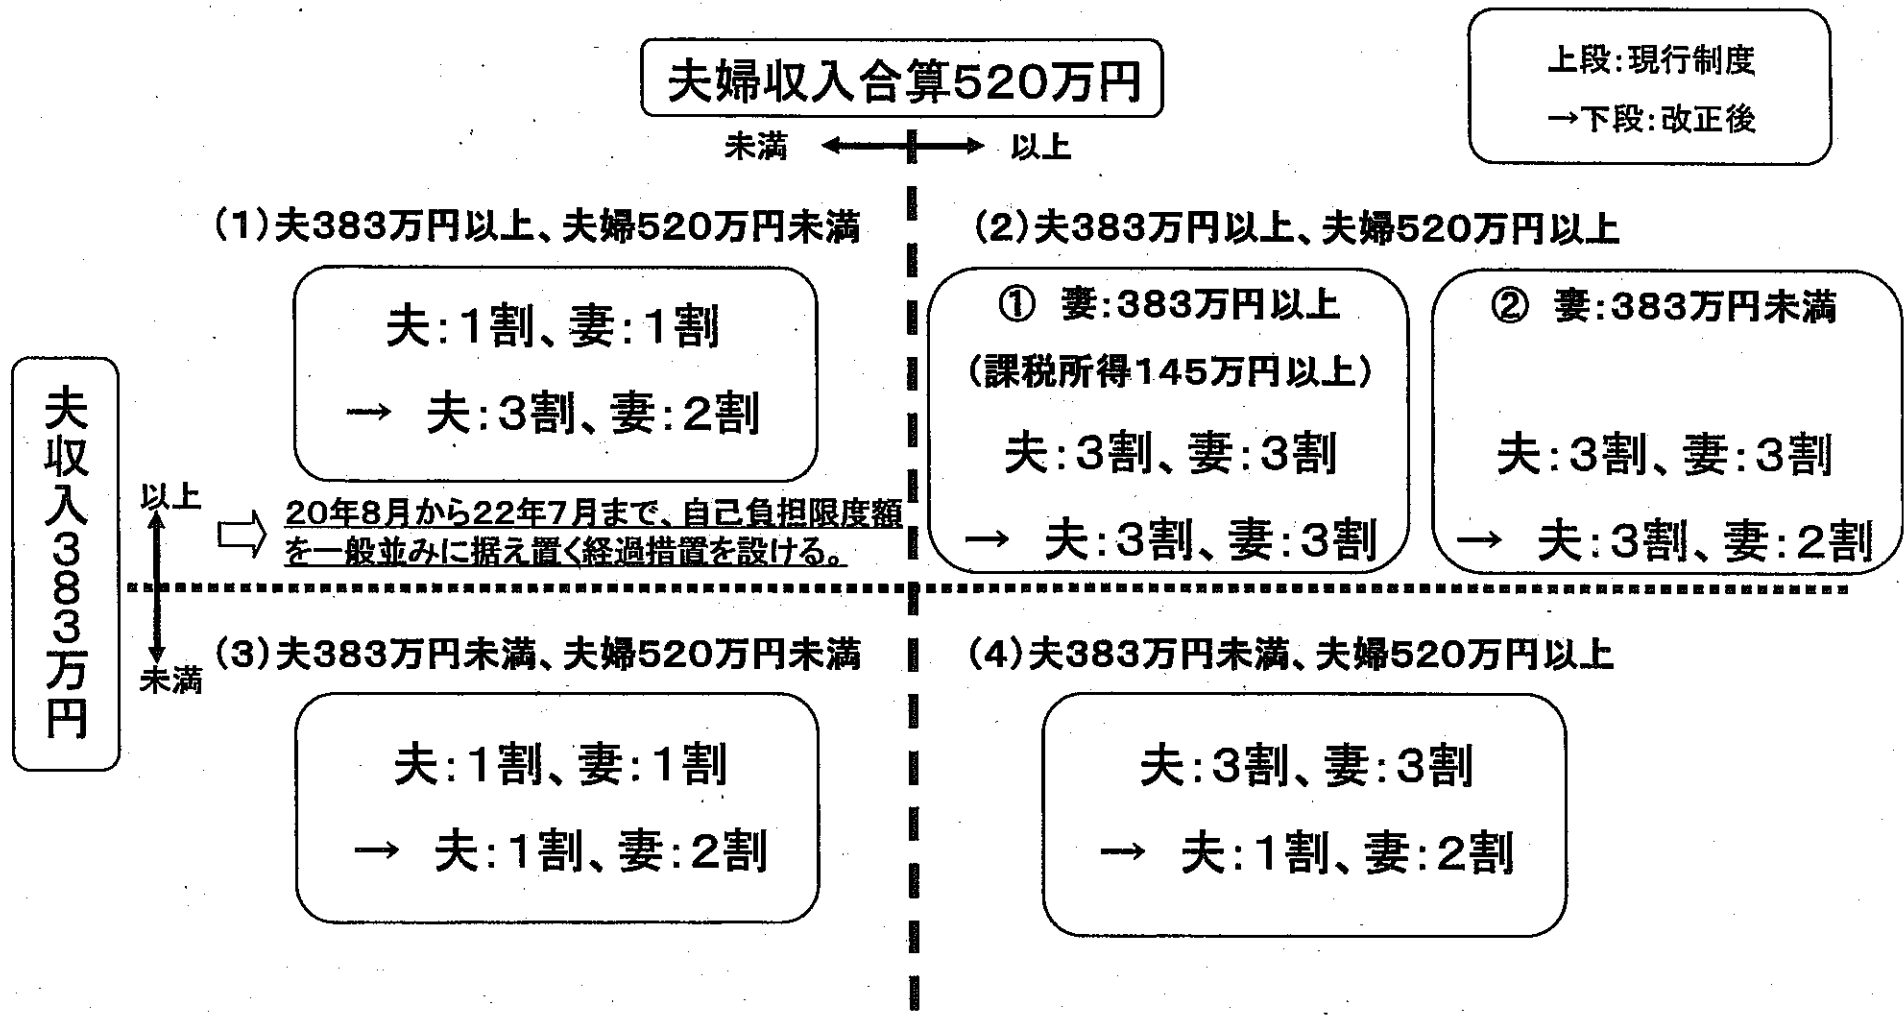 夫婦収入合算520万円
上段:現行制度
→下段:改正後
未満 以上
(1)夫383万円以上、夫婦520万円未満
夫:1割、妻:1割
→ 夫:3割、妻:2割
20年8月から22年7月まで、自己負担限度額
を一般並みに据え置く経過措置を設ける。
(2)夫383万円以上、夫婦520万円以上
① 妻:383万円以上
(課税所得145万円以上)
夫:3割、妻:3割
→ 夫:3割、妻:3割
② 妻:383万円未満
夫:3割、妻:3割
→ 夫:3割、妻:2割
夫収入383万円
以上
未満
(3)夫383万円未満、夫婦520万円未満
夫:1割、妻:1割
→ 夫:1割、妻:2割
(4)夫383万円未満、夫婦520万円以上
夫:3割、妻:3割
→ 夫:1割、妻:2割